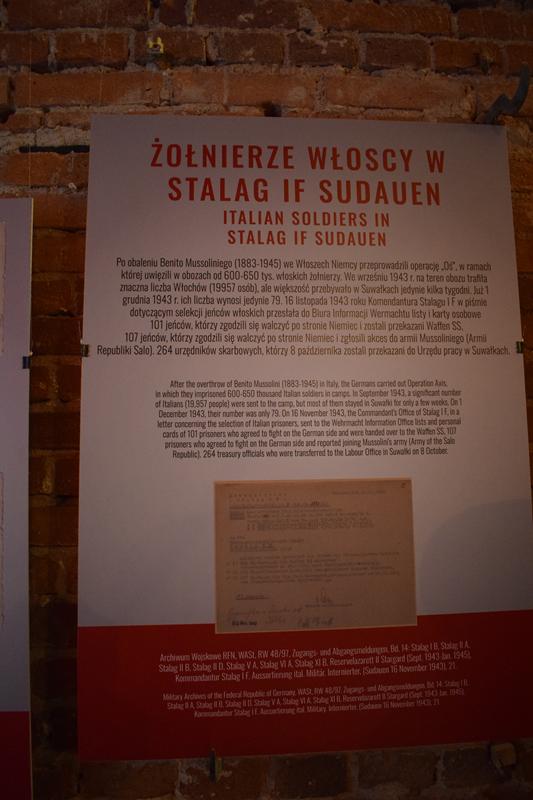 ŻOŁNIERZE WŁOSCY W
STALAG IF SUDAUEN
ITALIAN SOLDIERS IN
STALAG IF SUDAUEN
Po obaleniu Benito Mussoliniego (1883-1945) we Włoszech Niemcy przeprowadzili operację „Oś”, w ramach
której uwięzili w obozach od 600-650 tys. włoskich żołnierzy. We wrześniu 1943 r. na teren obozu trafiła
znaczna liczba Włochów (19957 osób), ale większość przebywało w Suwałkach jedynie kilka tygodni. Już 1
grudnia 1943 r. ich liczba wynosi jedynie 79. 16 listopada 1943 roku Komendantura Stalagu I F w piśmie
dotyczącym selekcji jeńców włoskich przesłała do Biura Informacji Wermachtu listy i karty osobowe
101 jeńców, którzy zgodzili się walczyć po stronie Niemiec i zostali przekazani Waffen SS,
107 jeńców, którzy zgodzili się walczyć po stronie Niemiec i zgłosili akces do armii Mussoliniego (Armii
Republiki Salo). 264 urzędników skarbowych, którzy 8 października zostali przekazani do Urzędu pracy w Suwałkach.
After the overthrow of Benito Mussolini (1883-1945) in Italy, the Germans carried out Operation Axis,
in which they imprisoned 600-650 thousand Italian soldiers in camps. In September 1943, a significant number
of Italians (19,957 people) were sent to the camp, but most of them stayed in Suwałki for only a few weeks. On 1
December 1943, their number was only 79. On 16 November 1943, the Commandant's Office of Stalag I F, in a
letter concerning the selection of Italian prisoners, sent to the Wehrmacht Information Office lists and personal
cards of 101 prisoners who agreed to fight on the German side and were handed over to the Waffen SS, 107
prisoners who agreed to fight on the German side and reported joining Mussolini's army (Army of the Salo
Republic). 264 treasury officials who were transferred to the Labour Office in Suwałki on 8 October.
Archiwum Wojskowe RFN, WASt, RW 48/97, Zugangs- und Abgangsmeldungen, Bd. 14: Stalag I B, Stalag II A,
Stalag II B, Stalag II D, Stalag V A, Stalag VI A, Stalag XI B, Reservelazarott II Stargard (Sept. 1943-Jan. 1945),
Kommandantur Stalag I F. Aussortierung ital. Militär. Internierter, (Sudauen 16 November 1943), 21.
Military Archives of the Federal Republic of Germany, WASt, RW 48/97, Zugangs- und Abgangsmeldungen, Bd. 14: Stalag I B,
Stalag II A, Stalag II B, Stalag II D, Stalag V A, Stalag VI A, Stalag XI B, Reservelazarott II Stargard (Sept. 1943-Jan. 1945),
Kommandantur Stalag I F. Aussortierung ital. Military. Internierter, (Sudauen 16 November 1943), 21.